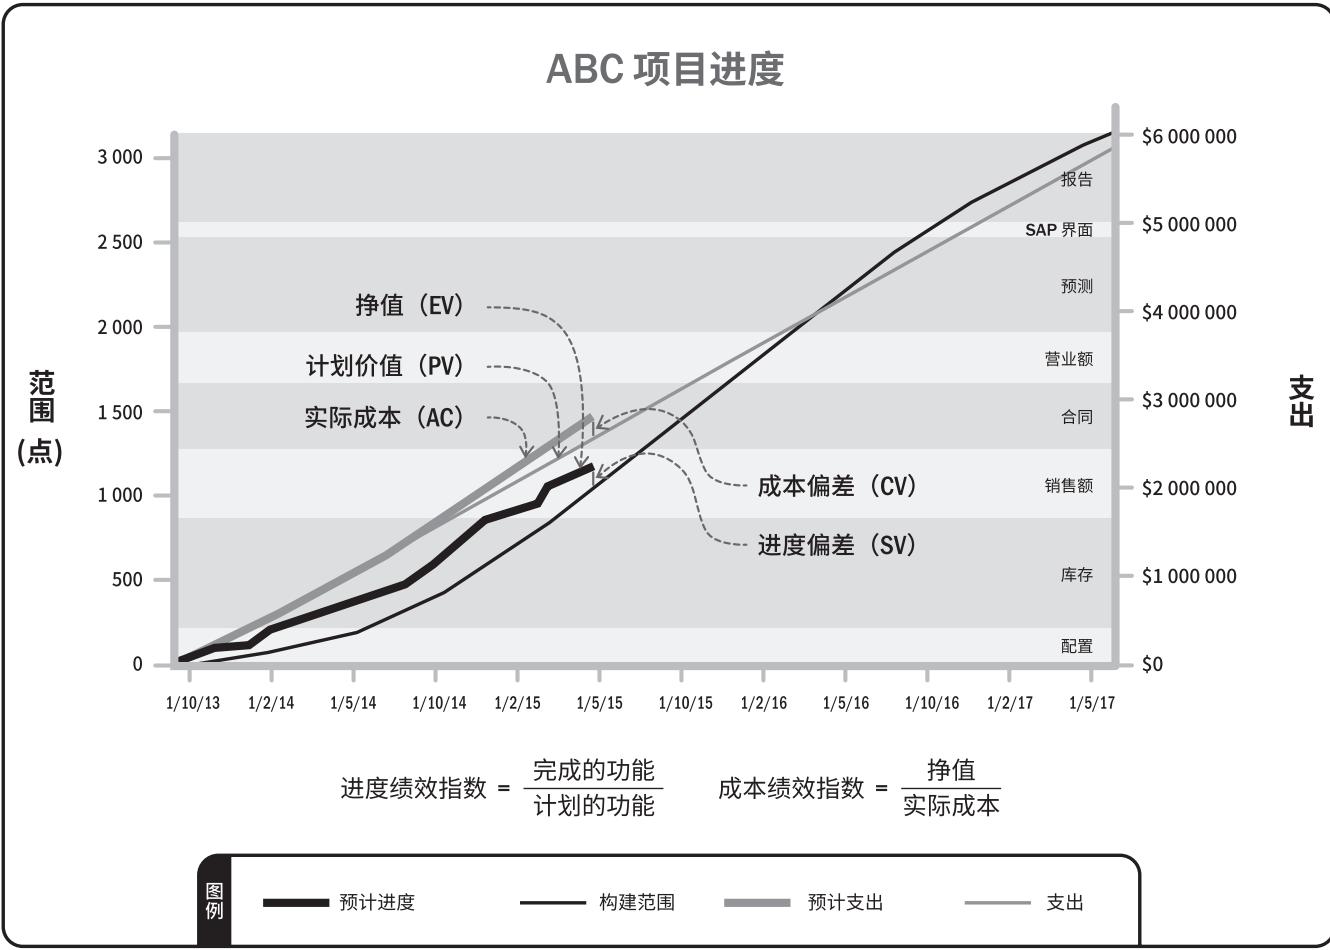 ABC 项目进度
3 000
2 500
2 000
1 500
1 000
500
0
范
围
(点)
$6 000 000
$5 000 000
$4 000 000
$3 000 000
$2 000 000
$1 000 000
$0
支
出
报告
SAP 界面
预测
营业额
合同
销售额
库存
配置
挣值（EV）
计划价值（PV）
实际成本（AC）
成本偏差（CV）
进度偏差（SV）
1/10/13 1/2/14 1/5/14 1/10/14 1/2/15 1/5/15 1/10/15 1/2/16 1/5/16 1/10/16 1/2/17 1/5/17
进度绩效指数 = 完成的功能
计划的功能
成本绩效指数 = 挣值
实际成本
图
例
预计进度 构建范围 预计支出 支出